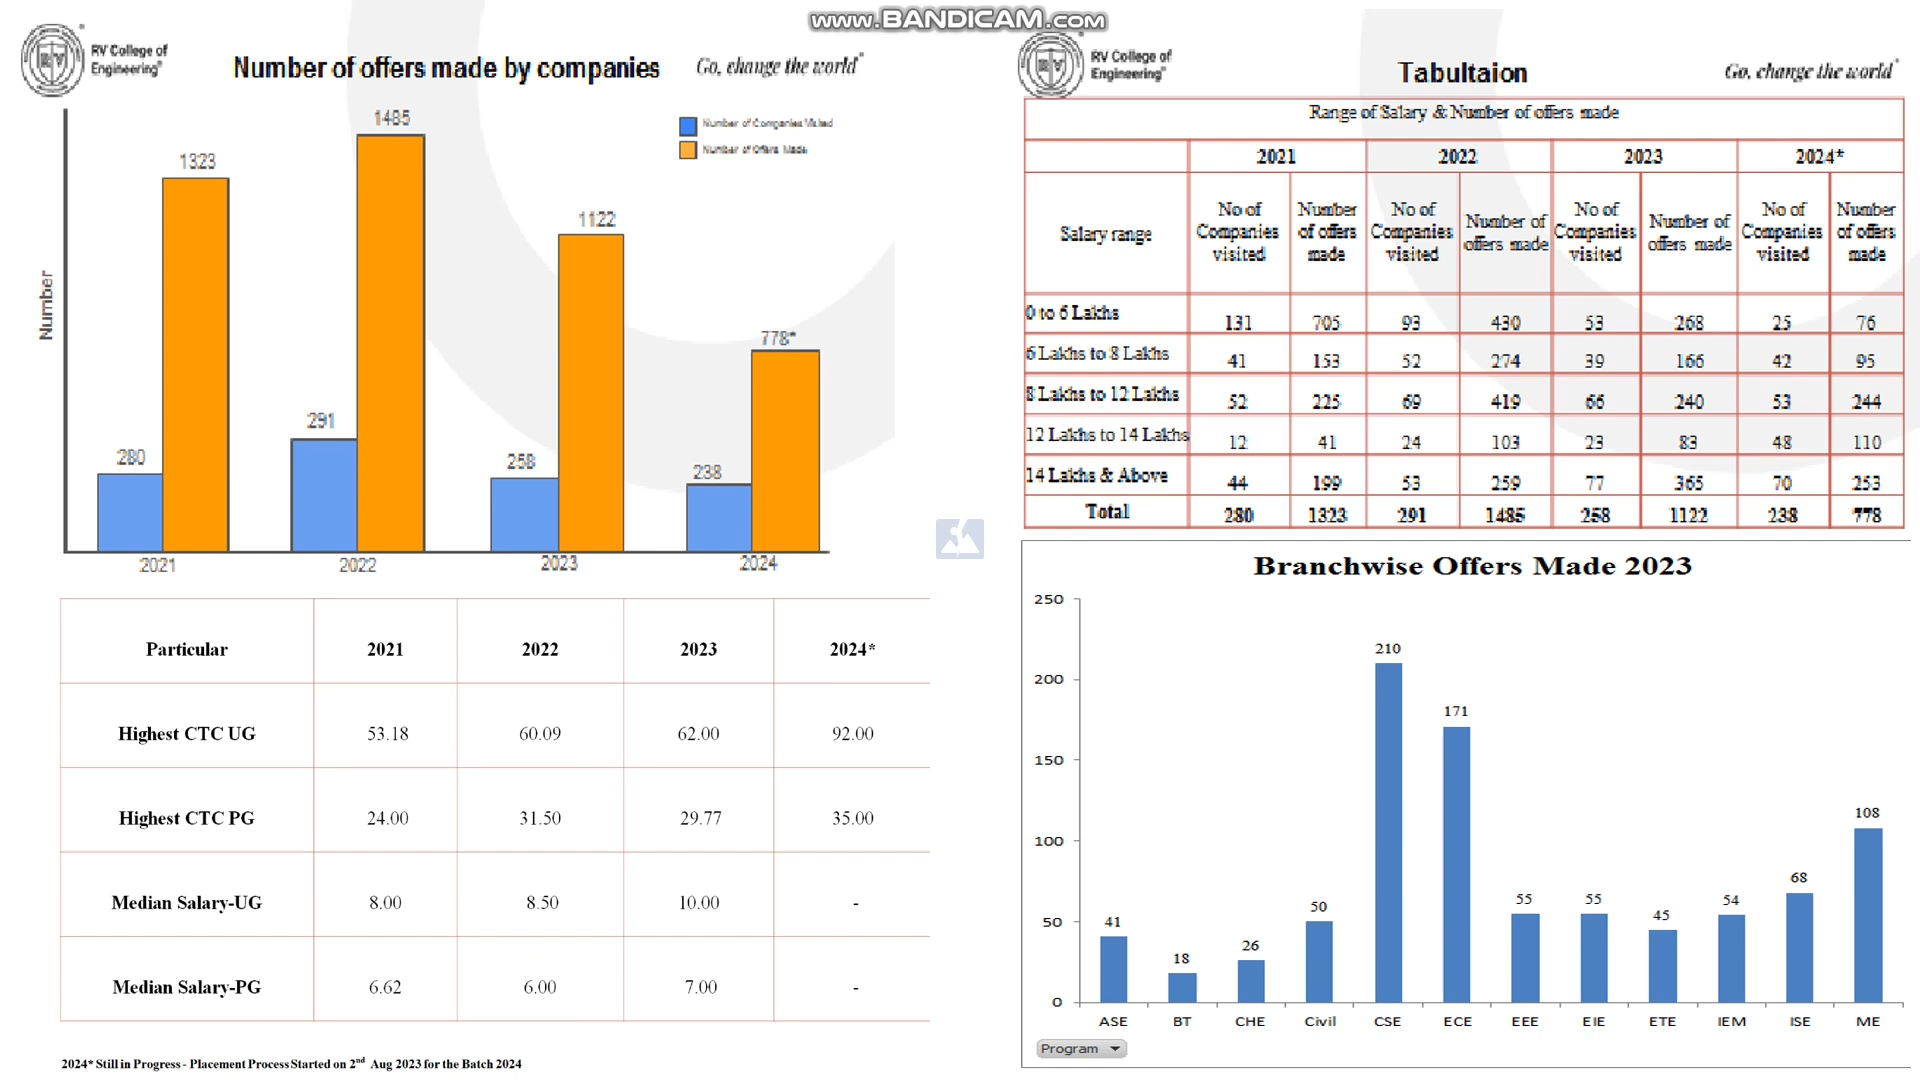 www.BANDICAM.com
RV College of
Engineering®
Number of offers made by companies
Go, change the world®
Number of Companies Visited
Number of Offers Made
Number
1323
1485
1122
778*
280
291
258
238
2021
2022
2023
2024
Particular 2021 2022 2023 2024*
Highest CTC UG 53.18 60.09 62.00 92.00
Highest CTC PG 24.00 31.50 29.77 35.00
Median Salary-UG 8.00 8.50 10.00 -
Median Salary-PG 6.62 6.00 7.00 -
2024* Still in Progress - Placement Process Started on 2nd Aug 2023 for the Batch 2024
RV College of
Engineering®
Tabultaion
Go, change the world®
Range of Salary & Number of offers made
2021 2022 2023 2024*
Salary range
No of Companies visited
Number of offers made
No of Companies visited
Number of offers made
No of Companies visited
Number of offers made
No of Companies visited
Number of offers made
0 to 6 Lakhs 131 705 93 430 53 268 25 76
6 Lakhs to 8 Lakhs 41 153 52 274 39 166 42 95
8 Lakhs to 12 Lakhs 52 225 69 419 66 240 53 244
12 Lakhs to 14 Lakhs 12 41 24 103 23 83 48 110
14 Lakhs & Above 44 199 53 259 77 365 70 253
Total 280 1323 291 1485 258 1122 238 778
Branchwise Offers Made 2023
250
200
150
100
50
0
41
18
26
50
210
171
55
55
45
54
68
108
ASE BT CHE Civil CSE ECE EEE EIE ETE IEM ISE ME
Program